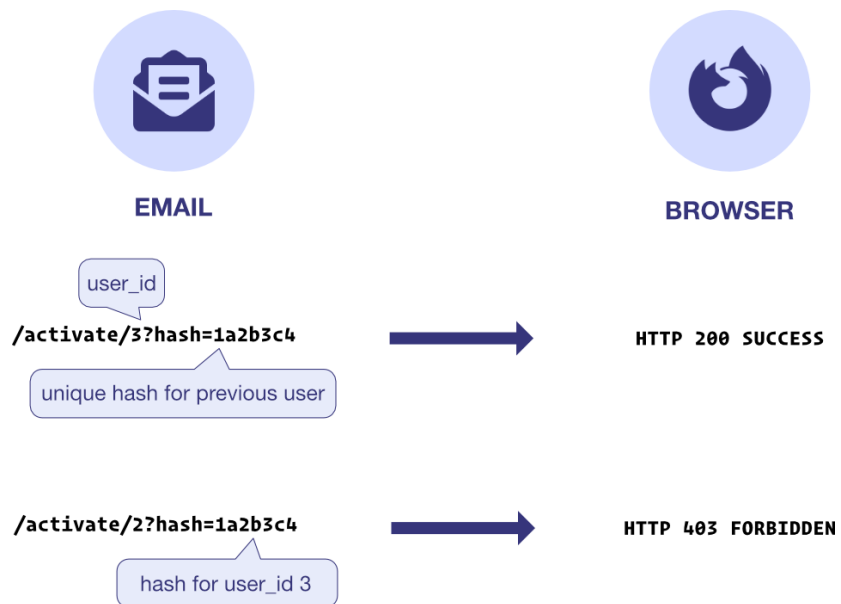 EMAIL
BROWSER
user_id
/activate/3?hash=1a2b3c4
HTTP 200 SUCCESS
unique hash for previous user
/activate/2?hash=1a2b3c4
HTTP 403 FORBIDDEN
hash for user_id 3